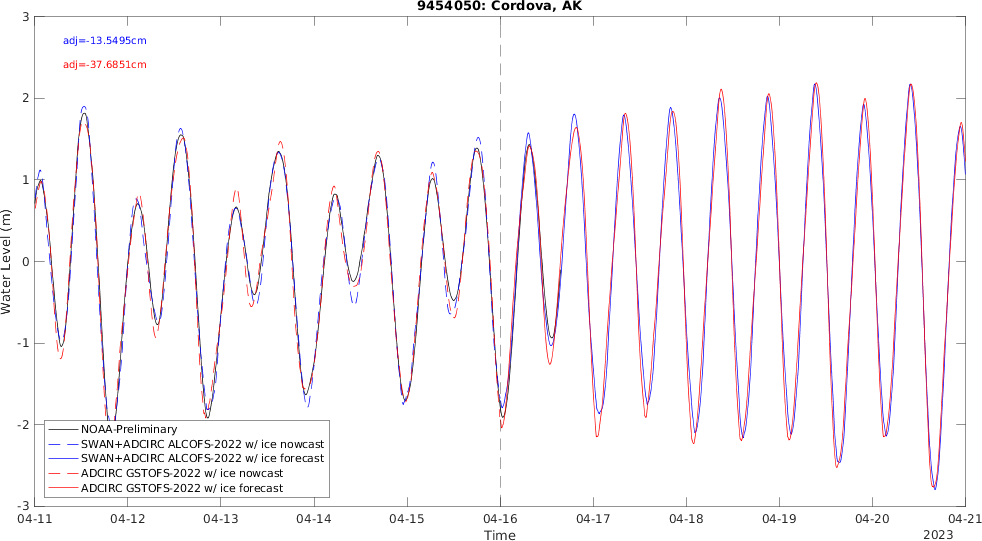 9454050: Cordova, AK
adj=-13.5495cm
adj=-37.6851cm
3
2
1
0
-1
-2
-3
Water Level (m)
NOAA-Preliminary
SWAN+ADCIRC ALCOFS-2022 w/ ice nowcast
SWAN+ADCIRC ALCOFS-2022 w/ ice forecast
ADCIRC GSTOFS-2022 w/ ice nowcast
ADCIRC GSTOFS-2022 w/ ice forecast
04-11 04-12 04-13 04-14 04-15 04-16 04-17 04-18 04-19 04-20 04-21
Time
2023